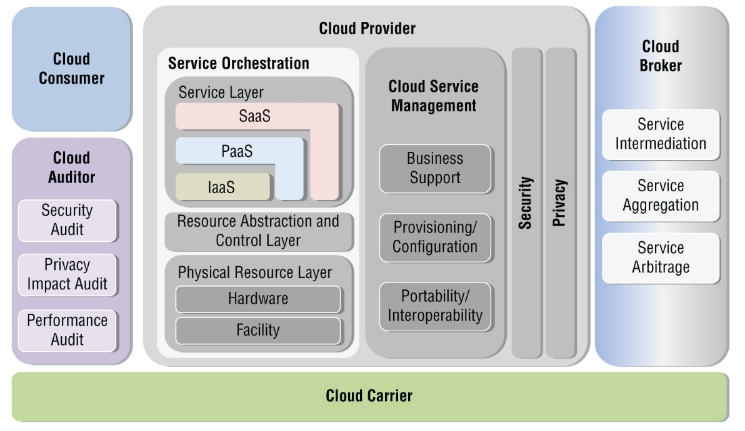 Cloud
Consumer
Cloud
Auditor
Security
Audit
Privacy
Impact Audit
Performance
Audit
Cloud Provider
Service Orchestration
Service Layer
SaaS
PaaS
IaaS
Resource Abstraction and
Control Layer
Physical Resource Layer
Hardware
Facility
Cloud Service
Management
Business
Support
Provisioning/
Configuration
Portability/
Interoperability
Security
Privacy
Cloud
Broker
Service
Intermediation
Service
Aggregation
Service
Arbitrage
Cloud Carrier